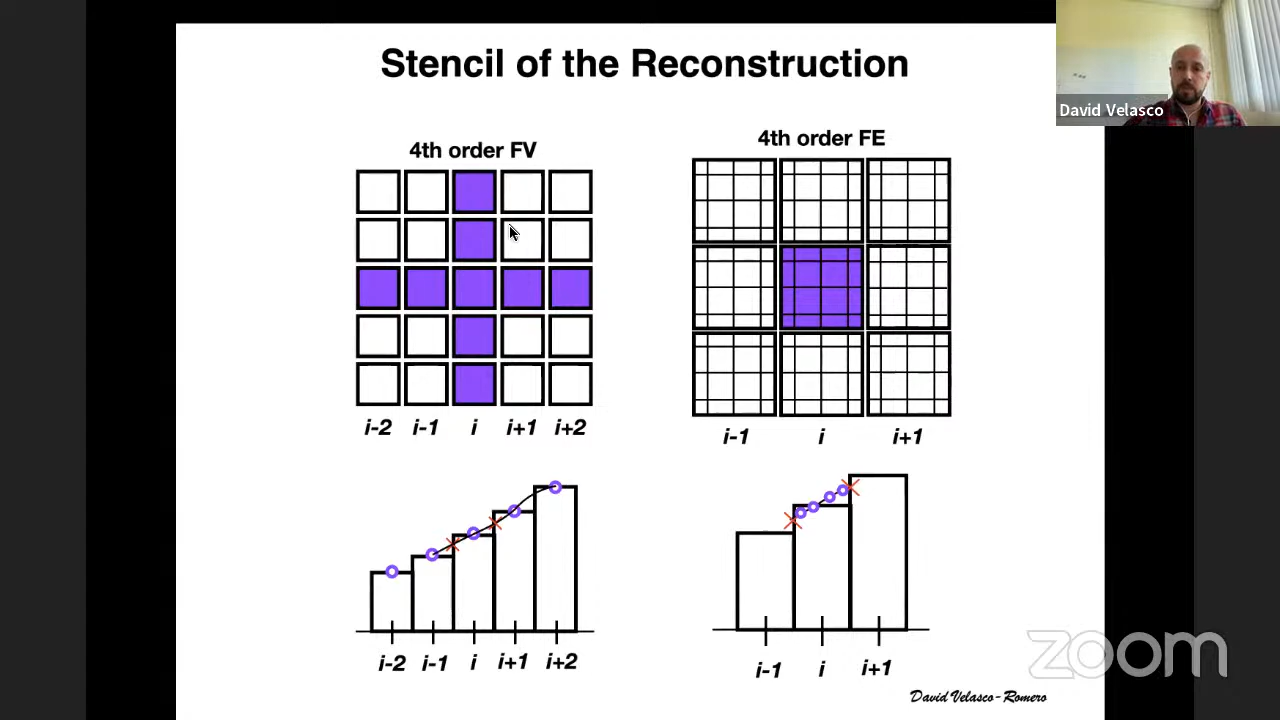 Stencil of the Reconstruction
David Velasco
4th order FV
4th order FE
i-2 i-1 i i+1 i+2
i-1 i i+1
i-2 i-1 i i+1 i+2
i-1 i i+1
zoom
David Velasco-Romero